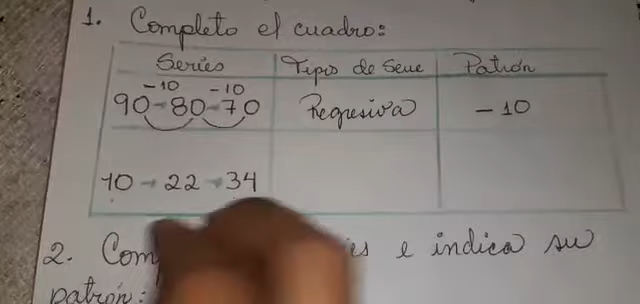 1. Completo el cuadro:
Series Tipo de Serie Patrón
-10 -10
90-80-70 Regresiva -10
10-22-34
2. Com es e indica su
patrón: